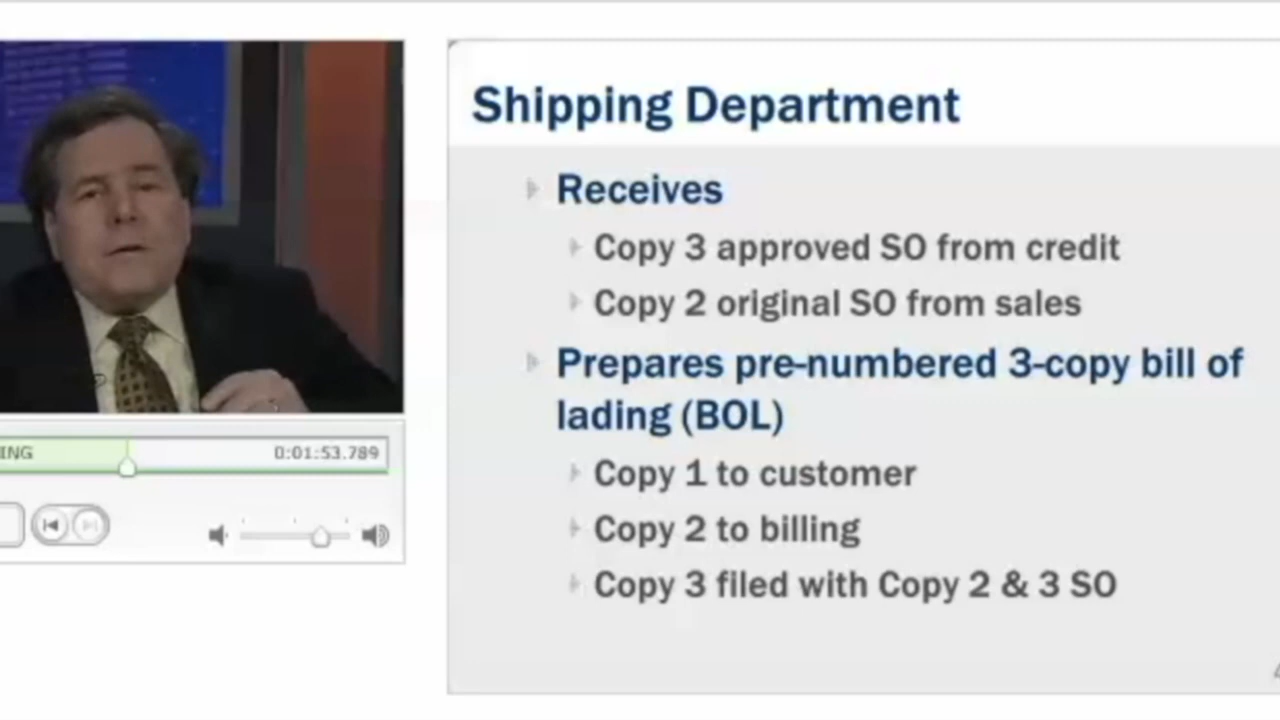 Shipping Department
Receives
Copy 3 approved SO from credit
Copy 2 original SO from sales
Prepares pre-numbered 3-copy bill of
lading (BOL)
Copy 1 to customer
Copy 2 to billing
Copy 3 filed with Copy 2 & 3 SO
ING
0:01:53.789